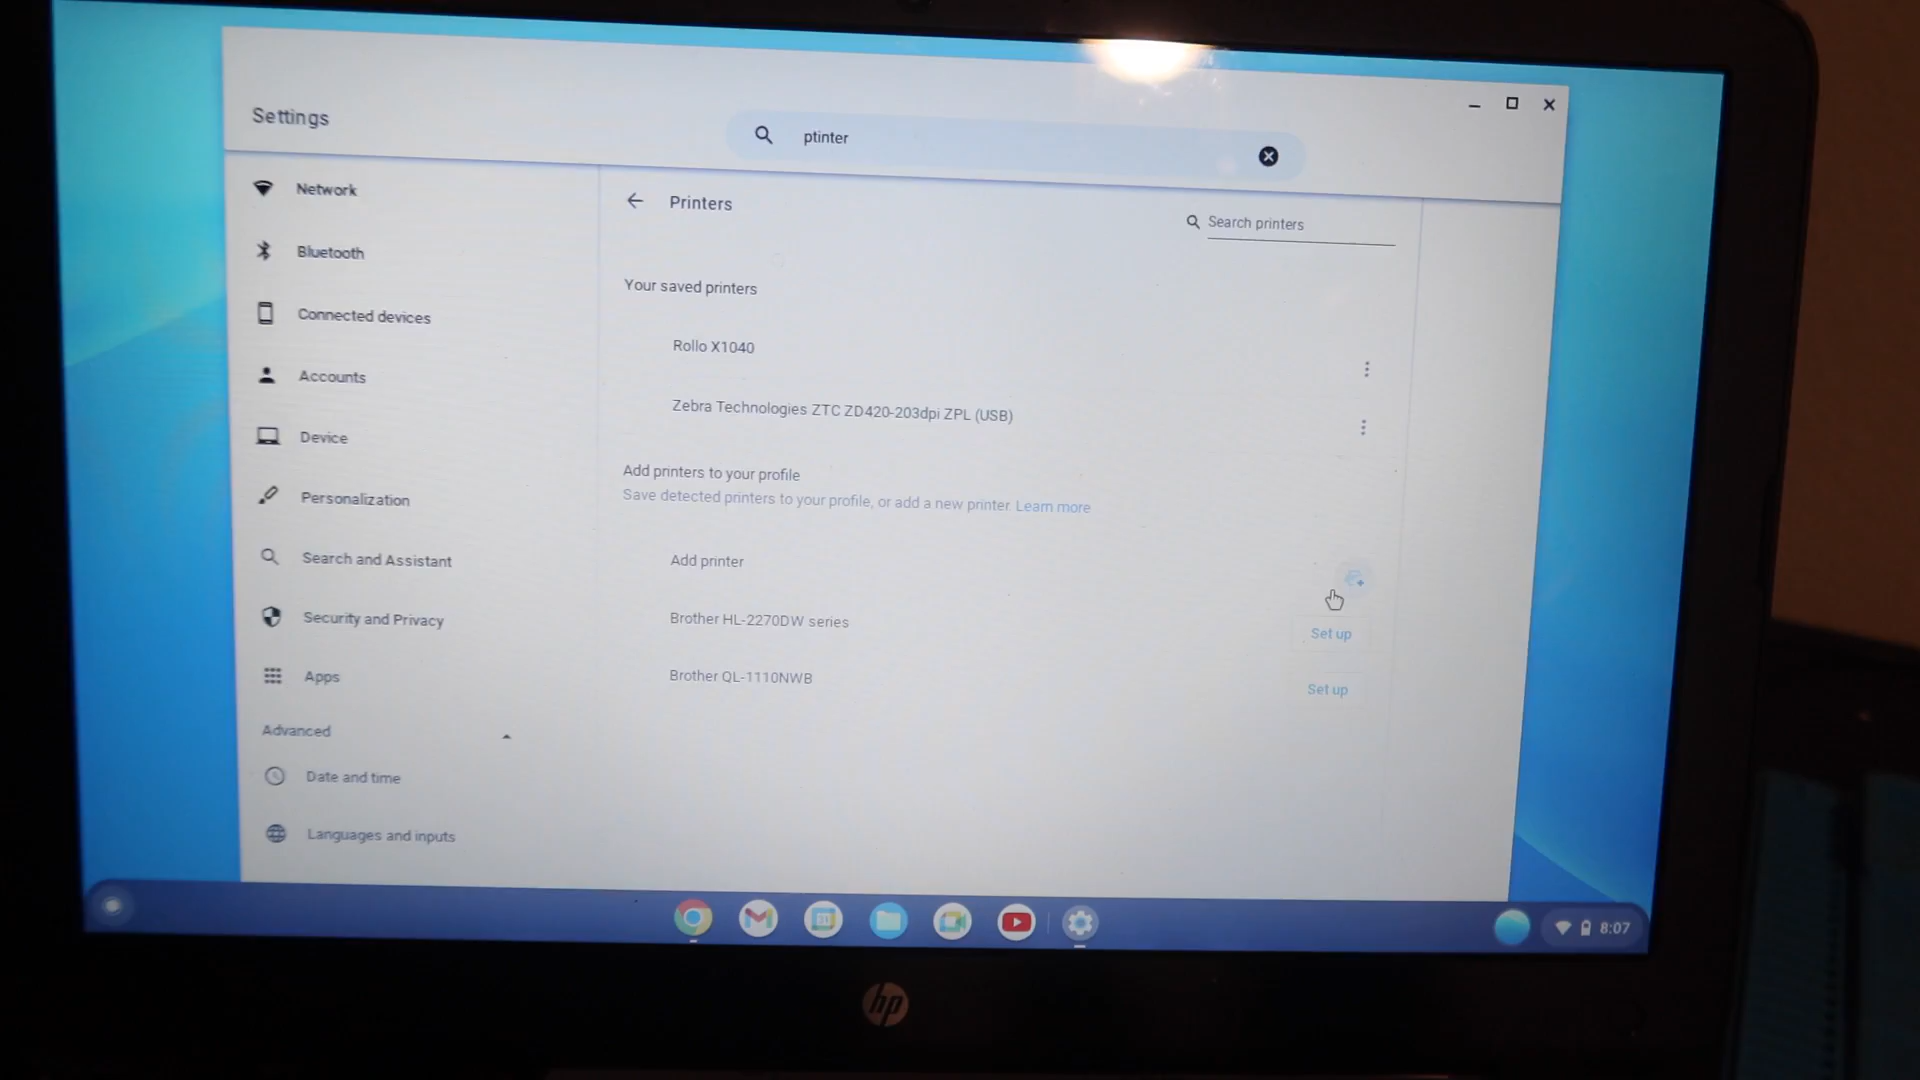 Settings
ptinter
Network
Bluetooth
Connected devices
Accounts
Device
Personalization
Search and Assistant
Security and Privacy
Apps
Advanced
Date and time
Languages and inputs
Printers
Search printers
Your saved printers
Rollo X1040
Zebra Technologies ZTC ZD420-203dpi ZPL (USB)
Add printers to your profile
Save detected printers to your profile, or add a new printer. Learn more
Add printer
Brother HL-2270DW series
Set up
Brother QL-1110NWB
Set up
31
8:07
hp